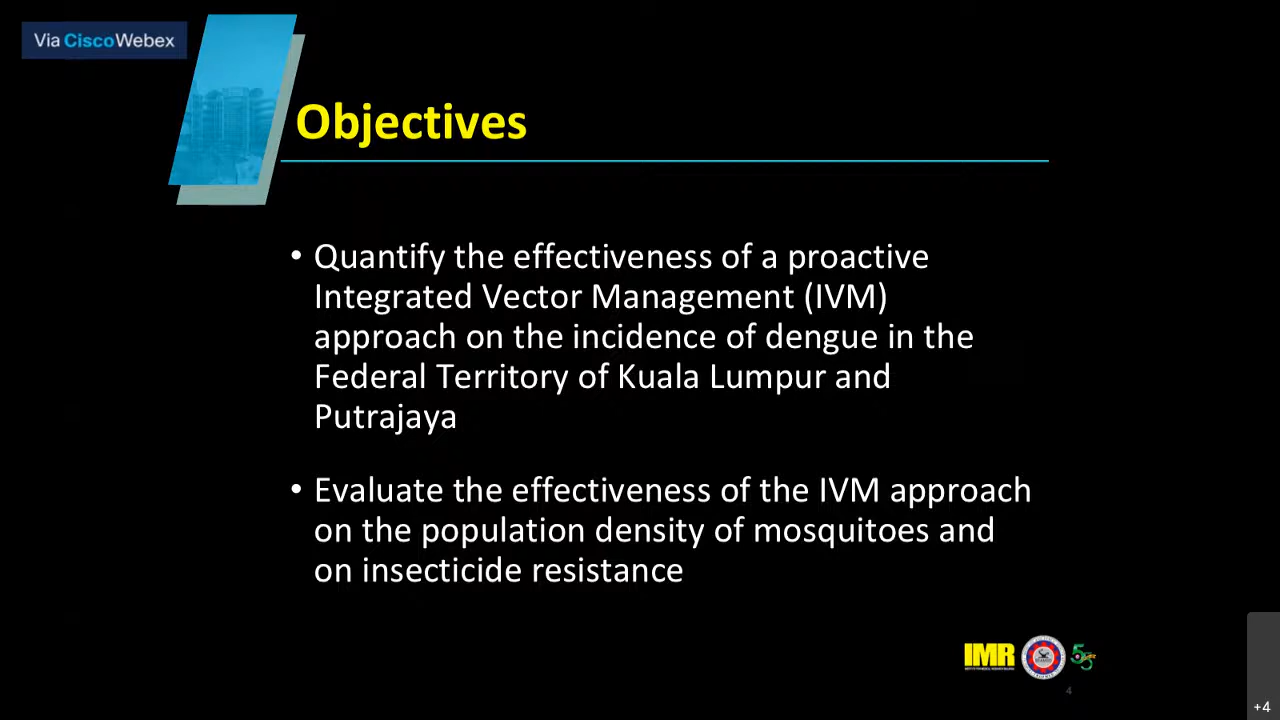 Via CiscoWebex
Objectives
• Quantify the effectiveness of a proactive
Integrated Vector Management (IVM)
approach on the incidence of dengue in the
Federal Territory of Kuala Lumpur and
Putrajaya
• Evaluate the effectiveness of the IVM approach
on the population density of mosquitoes and
on insecticide resistance
IMR
4
+4